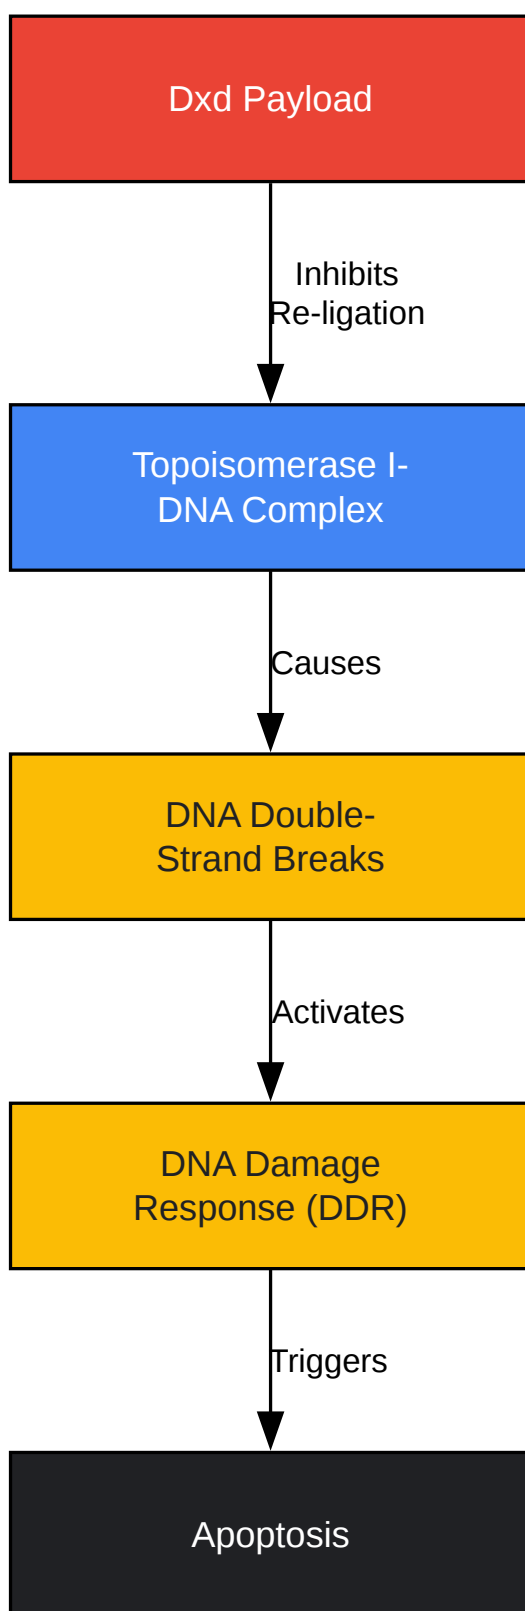 Dxd Payload
Inhibits
Re-ligation
Topoisomerase I-
DNA Complex
Causes
DNA Double-
Strand Breaks
Activates
DNA Damage
Response (DDR)
Triggers
Apoptosis